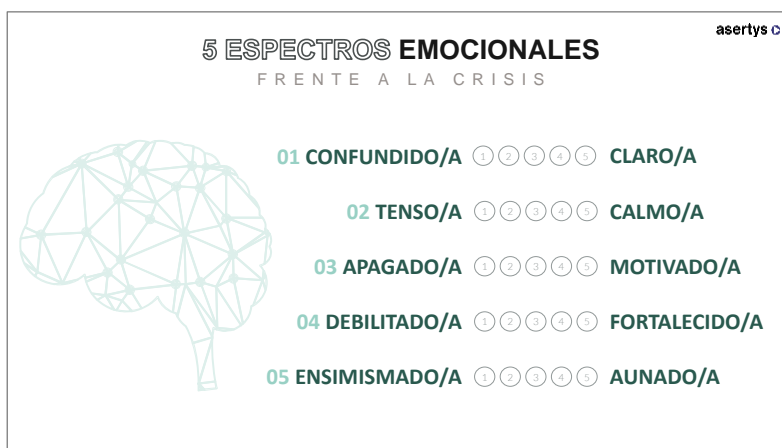 asertys
5 ESPECTROS EMOCIONALES
FRENTE A LA CRISIS
01 CONFUNDIDO/A 1 2 3 4 5 CLARO/A
02 TENSO/A 1 2 3 4 5 CALMO/A
03 APAGADO/A 1 2 3 4 5 MOTIVADO/A
04 DEBILITADO/A 1 2 3 4 5 FORTALECIDO/A
05 ENSIMISMADO/A 1 2 3 4 5 AUNADO/A